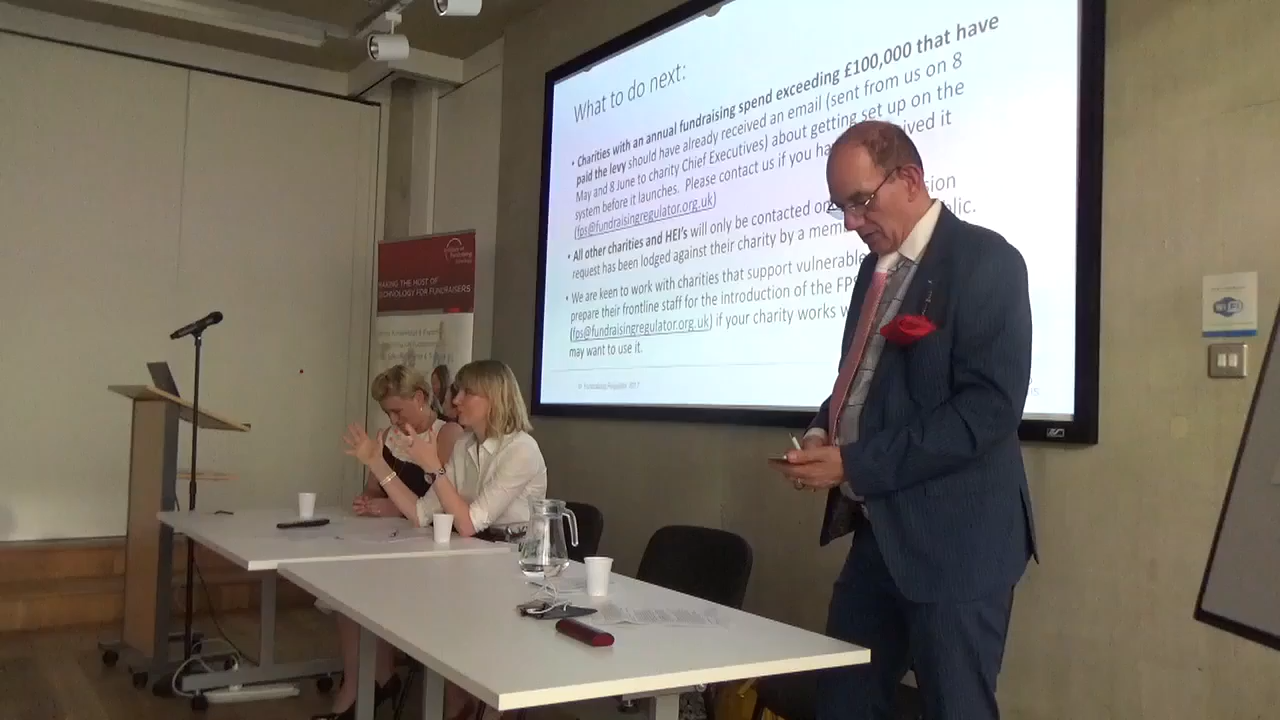 What to do next:
• Charities with an annual fundraising spend exceeding £100,000 that have
paid the levy should have already received an email (sent from us on 8
May and 8 June to charity Chief Executives) about getting set up on the
system before it launches. Please contact us if you it
(fps@fundraisingregulator.org.uk)
• All other charities and HEI's will only be contacted
request has been lodged against their charity by a
• We are keen to work with charities that support vulnerable
prepare their frontline staff for the introduction of the
(fps@fundraisingregulator.org.uk) if your charity works
may want to use it.
Fundraising
MAKING THE MOST OF
TECHNOLOGY FOR FUNDRAISERS